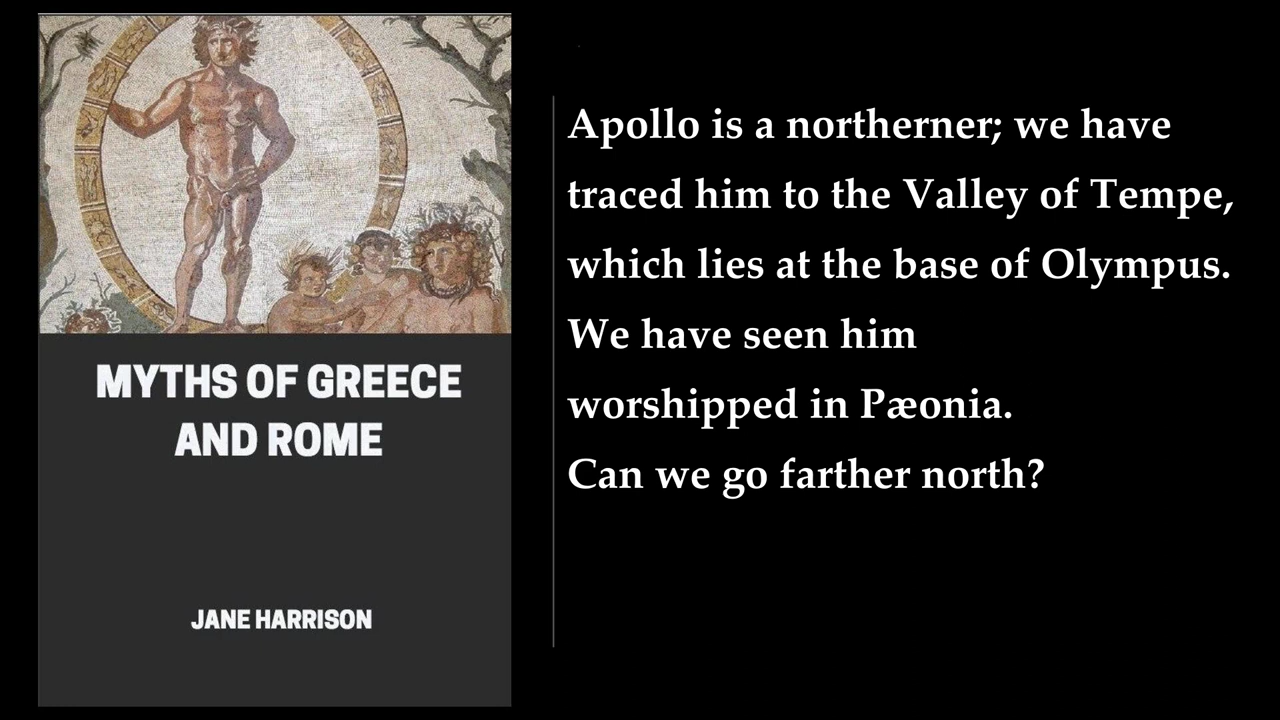 MYTHS OF GREECE
AND ROME
JANE HARRISON
Apollo is a northerner; we have
traced him to the Valley of Tempe,
which lies at the base of Olympus.
We have seen him
worshipped in Pæonia.
Can we go farther north?